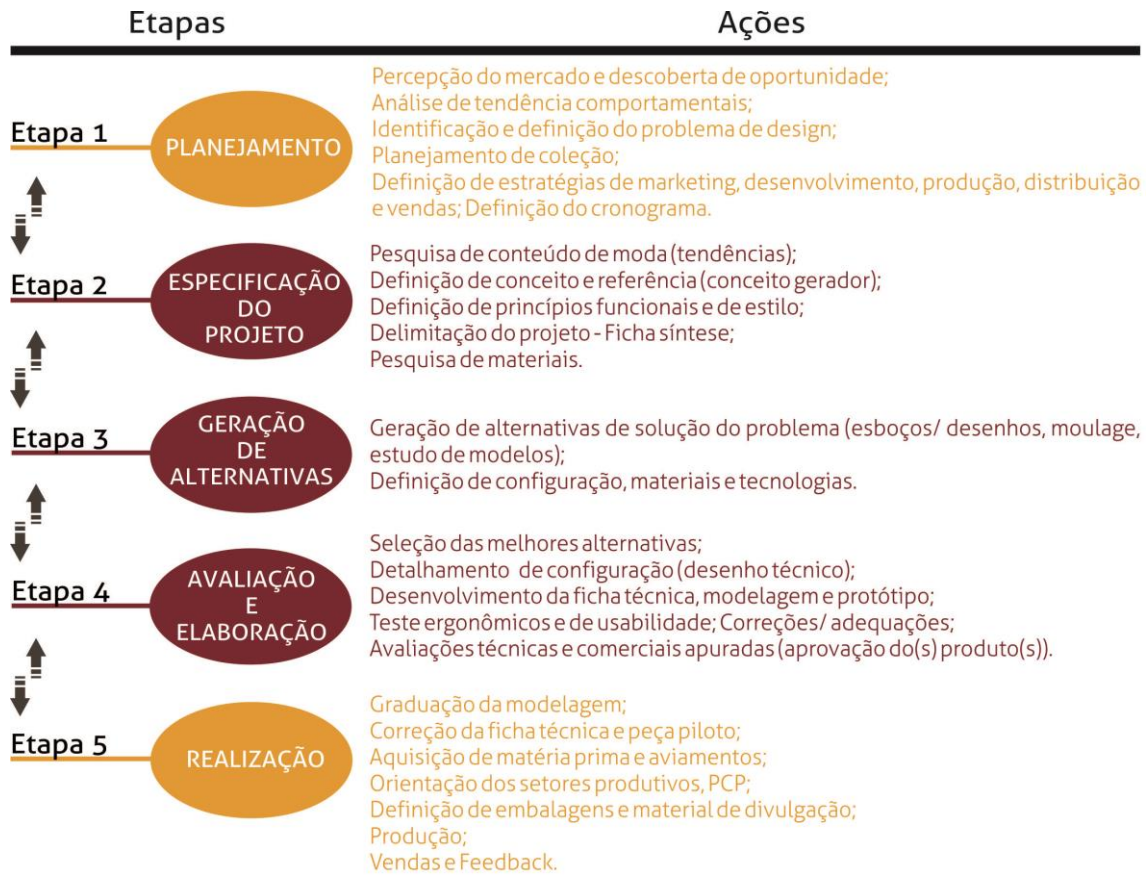 Etapas
Ações
Etapa 1
PLANEJAMENTO
Percepção do mercado e descoberta de oportunidade;
Análise de tendência comportamentais;
Identificação e definição do problema de design;
Planejamento de coleção;
Definição de estratégias de marketing, desenvolvimento, produção, distribuição
e vendas; Definição do cronograma.
Etapa 2
ESPECIFICAÇÃO
DO
PROJETO
Pesquisa de conteúdo de moda (tendências);
Definição de conceito e referência (conceito gerador);
Definição de princípios funcionais e de estilo;
Delimitação do projeto - Ficha síntese;
Pesquisa de materiais.
Etapa 3
GERAÇÃO
DE
ALTERNATIVAS
Geração de alternativas de solução do problema (esboços/ desenhos, moulage,
estudo de modelos);
Definição de configuração, materiais e tecnologias.
Etapa 4
AVALIAÇÃO
E
ELABORAÇÃO
Seleção das melhores alternativas;
Detalhamento de configuração (desenho técnico);
Desenvolvimento da ficha técnica, modelagem e protótipo;
Teste ergonômicos e de usabilidade; Correções/ adequações;
Avaliações técnicas e comerciais apuradas (aprovação do(s) produto(s)).
Etapa 5
REALIZAÇÃO
Graduação da modelagem;
Correção da ficha técnica e peça piloto;
Aquisição de matéria prima e aviamentos;
Orientação dos setores produtivos, PCP;
Definição de embalagens e material de divulgação;
Produção;
Vendas e Feedback.